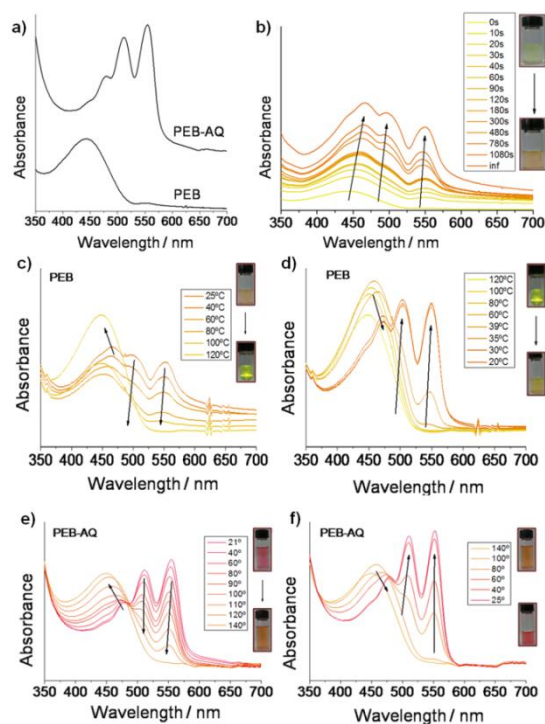 a)
Absorbance
PEB-AQ
PEB
350 400 450 500 550 600 650 700
Wavelength / nm
b)
Absorbance
0s
10s
20s
30s
40s
60s
90s
120s
180s
300s
480s
780s
1080s
inf
350 400 450 500 550 600 650 700
Wavelength / nm
c)
PEB
Absorbance
25ºC
40ºC
60ºC
80ºC
100ºC
120ºC
350 400 450 500 550 600 650 700
Wavelength / nm
d)
PEB
Absorbance
120ºC
100ºC
80ºC
60ºC
39ºC
35ºC
30ºC
20ºC
350 400 450 500 550 600 650 700
Wavelength / nm
e)
PEB-AQ
Absorbance
21º
40º
60º
80º
90º
100º
110º
120º
140º
350 400 450 500 550 600 650 700
Wavelength / nm
f)
PEB-AQ
Absorbance
140º
100º
80º
60º
40º
25º
350 400 450 500 550 600 650 700
Wavelength / nm